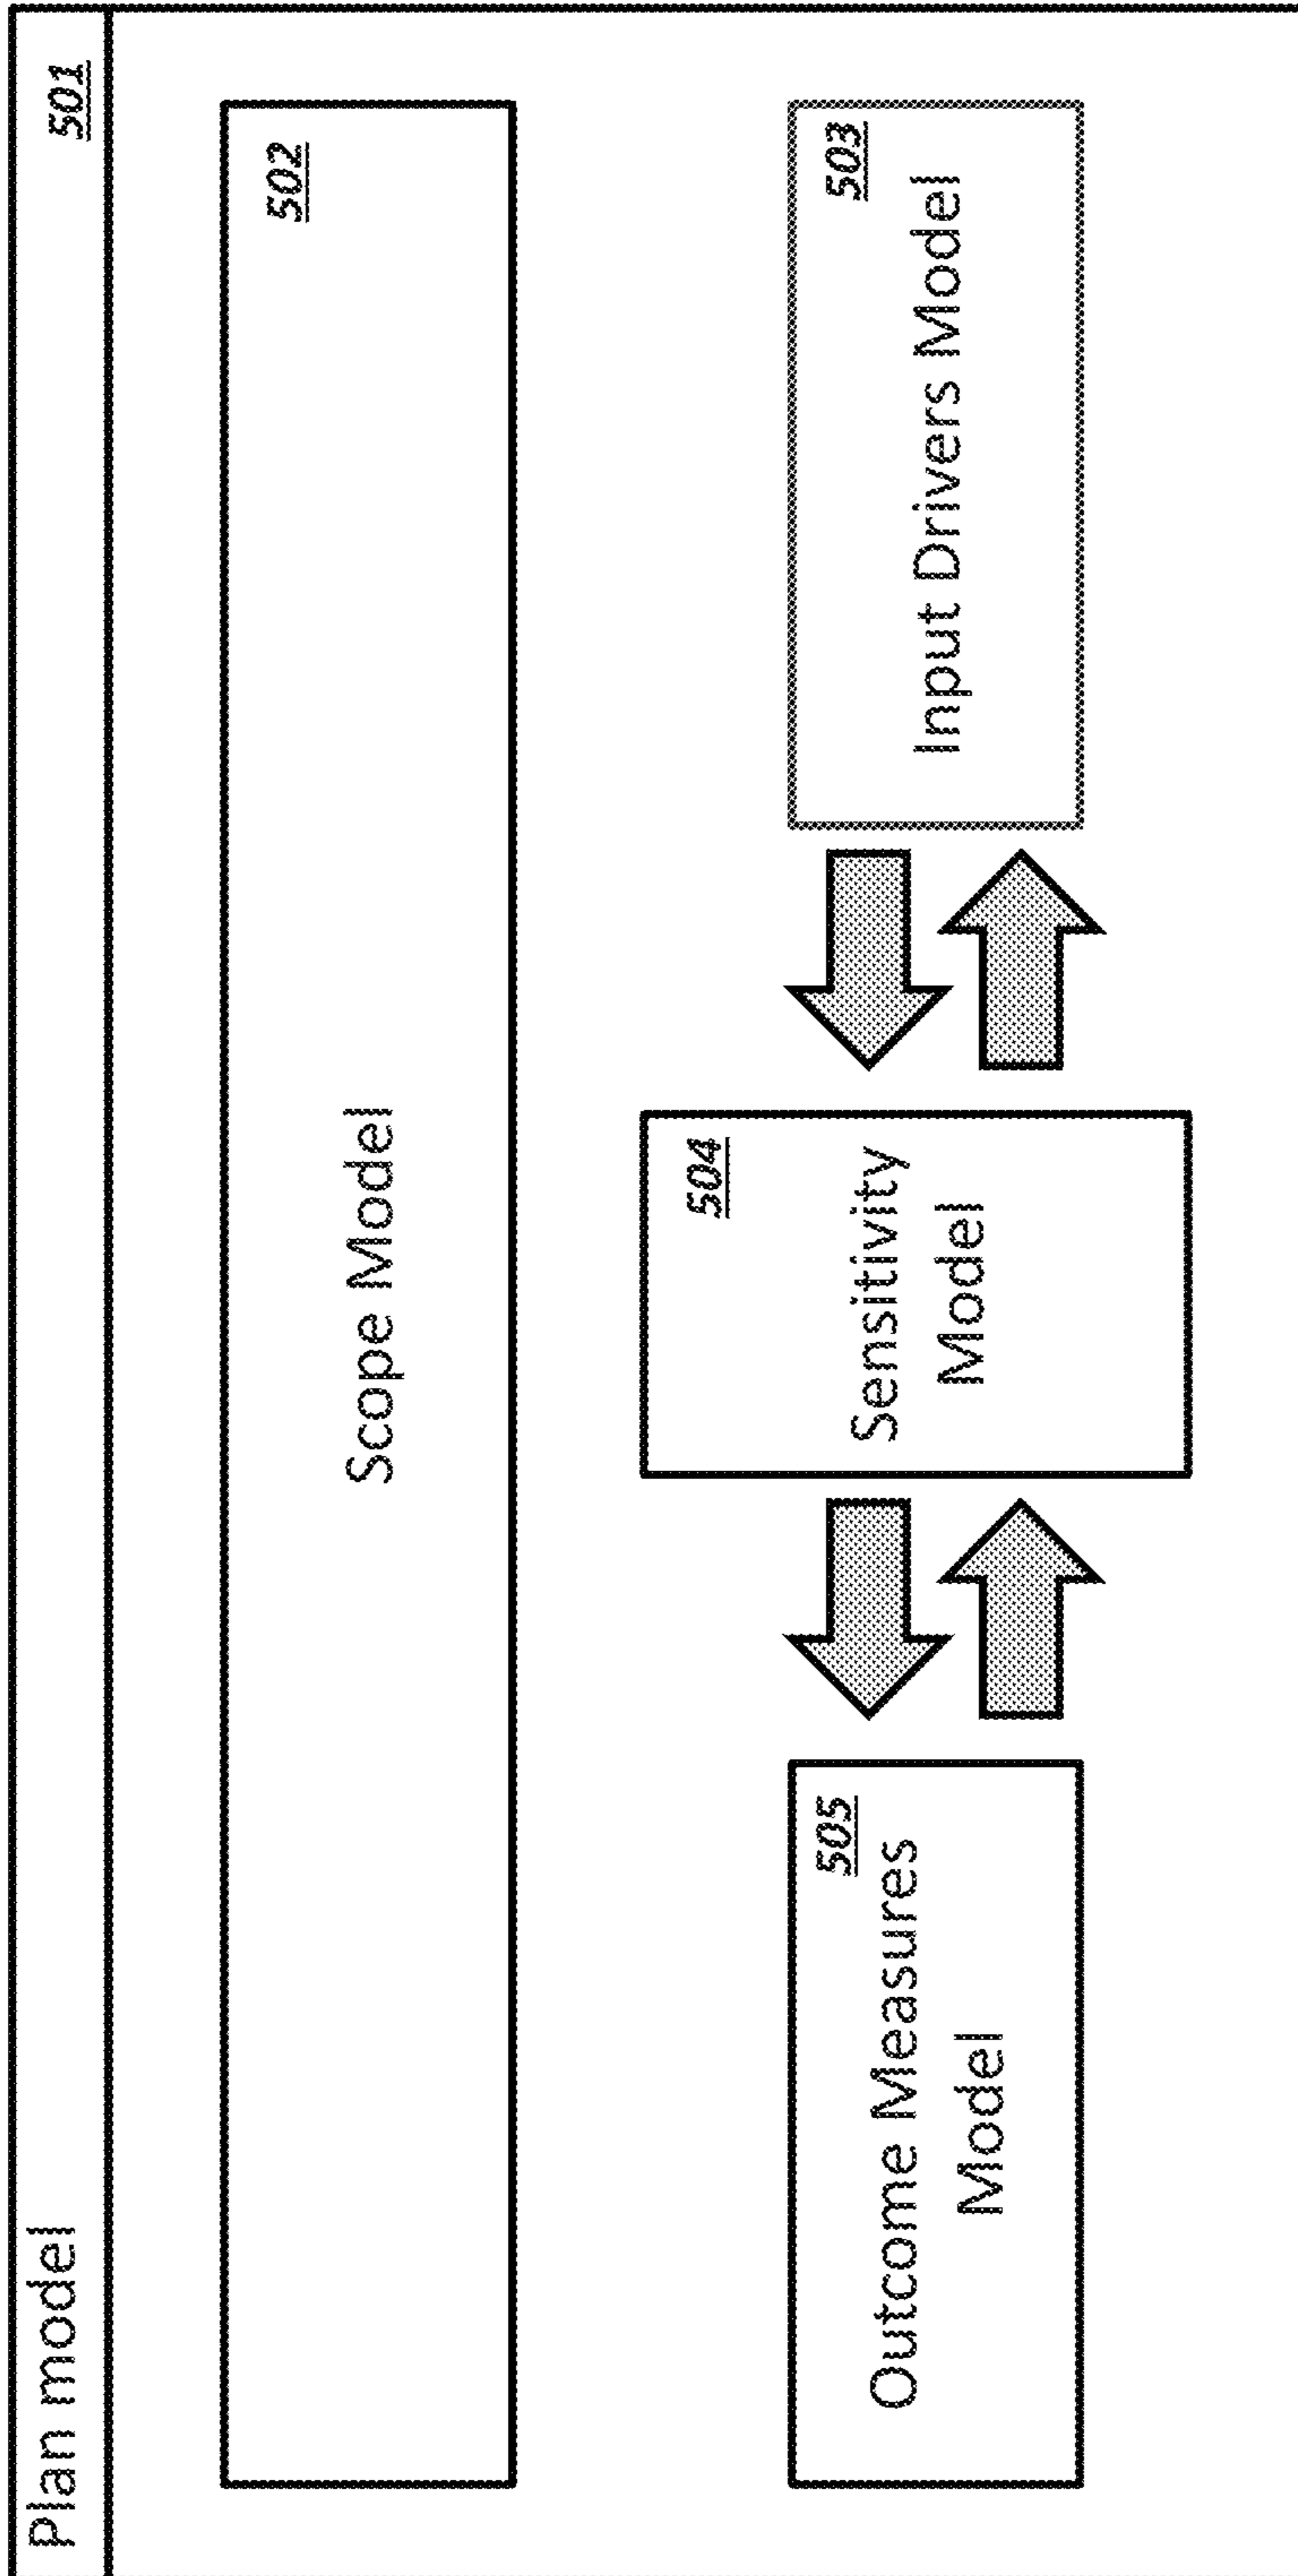 Plan model
501
502
Scope Model
505
Outcome Measures
Model
504
Sensitivity
Model
503
Input Drivers Model